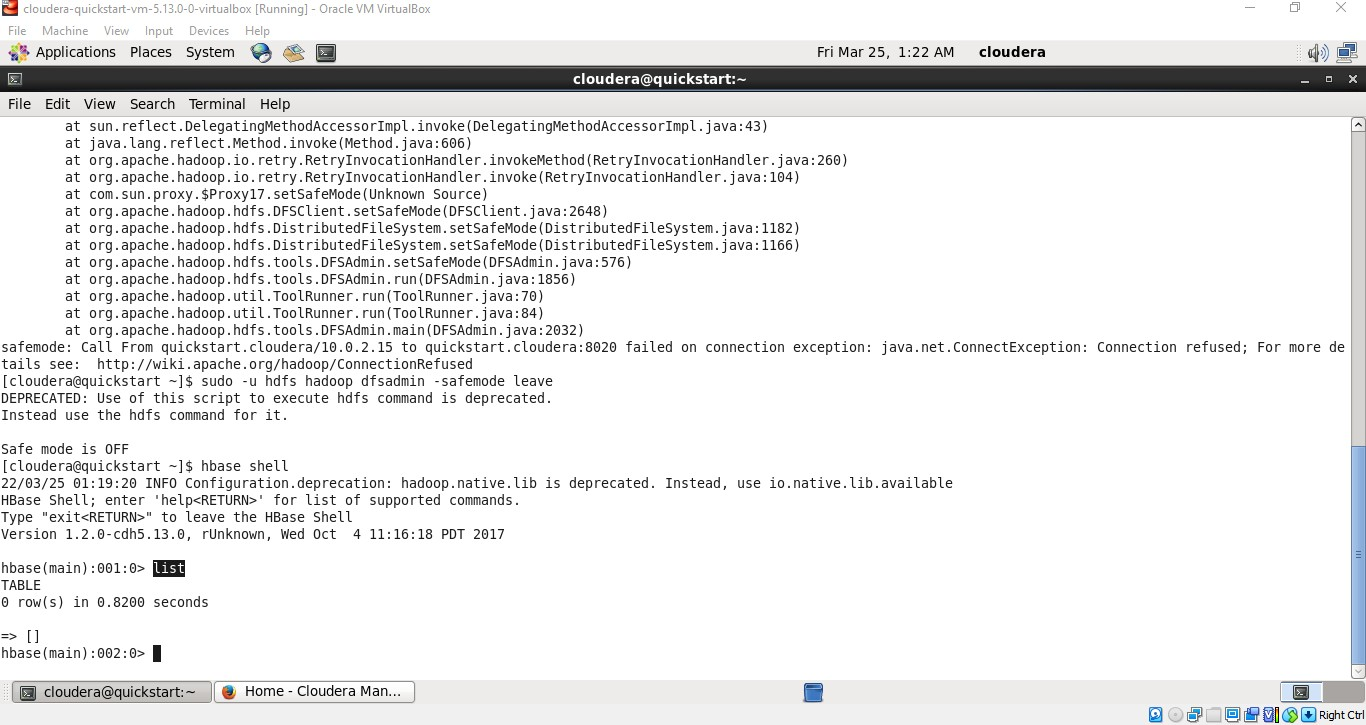 cloudera-quickstart-vm-5.13.0-0-virtualbox [Running] - Oracle VM VirtualBox
File Machine View Input Devices Help
Applications Places System Fri Mar 25, 1:22 AM cloudera
cloudera@quickstart:~
File Edit View Search Terminal Help
at sun.reflect.DelegatingMethodAccessorImpl.invoke(DelegatingMethodAccessorImpl.java:43)
at java.lang.reflect.Method.invoke(Method.java:606)
at org.apache.hadoop.io.retry.RetryInvocationHandler.invokeMethod(RetryInvocationHandler.java:260)
at org.apache.hadoop.io.retry.RetryInvocationHandler.invoke(RetryInvocationHandler.java:104)
at com.sun.proxy.$Proxy17.setSafeMode(Unknown Source)
at org.apache.hadoop.hdfs.DFSClient.setSafeMode(DFSClient.java:2648)
at org.apache.hadoop.hdfs.DistributedFileSystem.setSafeMode(DistributedFileSystem.java:1182)
at org.apache.hadoop.hdfs.DistributedFileSystem.setSafeMode(DistributedFileSystem.java:1166)
at org.apache.hadoop.hdfs.tools.DFSAdmin.setSafeMode(DFSAdmin.java:576)
at org.apache.hadoop.hdfs.tools.DFSAdmin.run(DFSAdmin.java:1856)
at org.apache.hadoop.util.ToolRunner.run(ToolRunner.java:70)
at org.apache.hadoop.util.ToolRunner.run(ToolRunner.java:84)
at org.apache.hadoop.hdfs.tools.DFSAdmin.main(DFSAdmin.java:2032)
safemode: Call From quickstart.cloudera/10.0.2.15 to quickstart.cloudera:8020 failed on connection exception: java.net.ConnectException: Connection refused; For more de
tails see:  http://wiki.apache.org/hadoop/ConnectionRefused
[cloudera@quickstart ~]$ sudo -u hdfs hadoop dfsadmin -safemode leave
DEPRECATED: Use of this script to execute hdfs command is deprecated.
Instead use the hdfs command for it.
Safe mode is OFF
[cloudera@quickstart ~]$ hbase shell
22/03/25 01:19:20 INFO Configuration.deprecation: hadoop.native.lib is deprecated. Instead, use io.native.lib.available
HBase Shell; enter 'help<RETURN>' for list of supported commands.
Type "exit<RETURN>" to leave the HBase Shell
Version 1.2.0-cdh5.13.0, rUnknown, Wed Oct  4 11:16:18 PDT 2017
hbase(main):001:0> list
TABLE
0 row(s) in 0.8200 seconds
=> []
hbase(main):002:0>
cloudera@quickstart:~ Home - Cloudera Man...
Right Ctrl